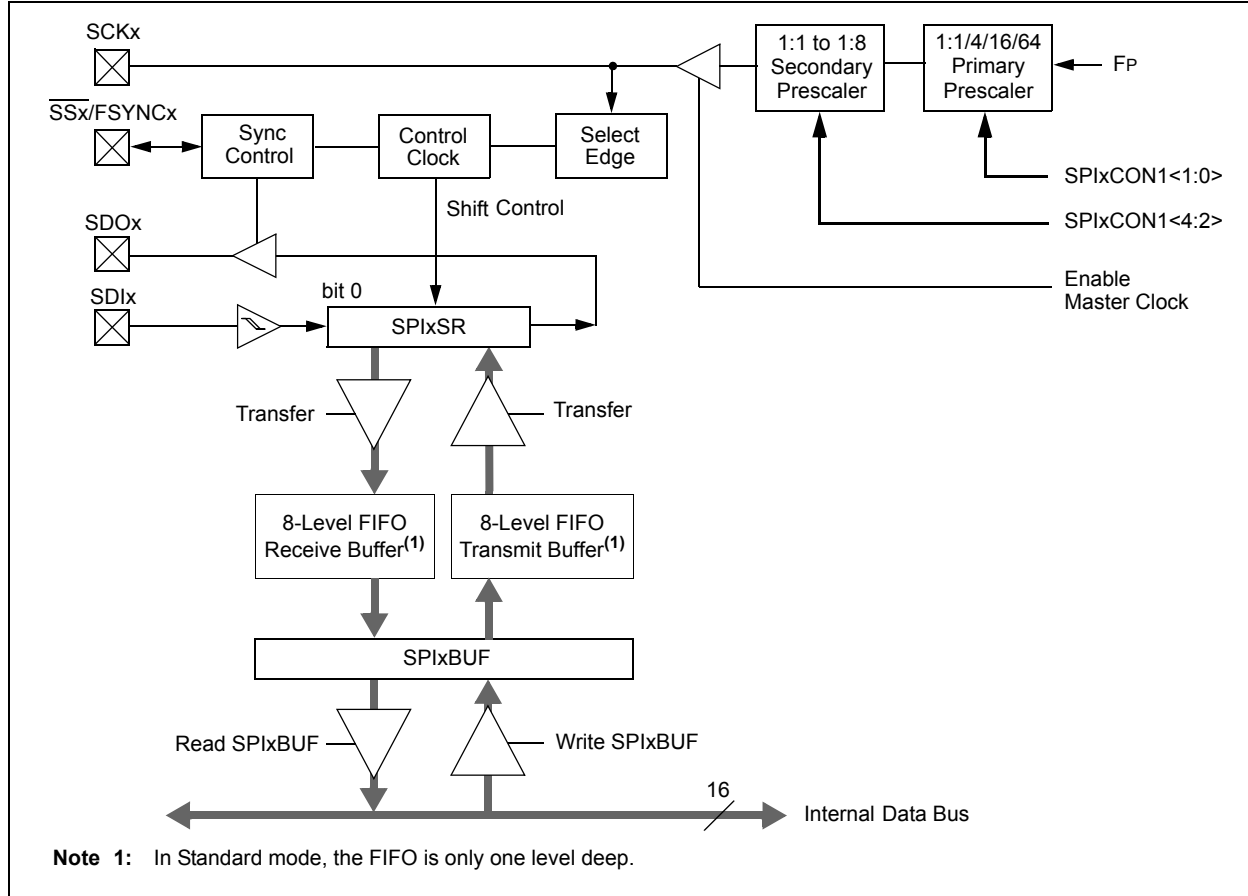 SCKx
1:1 to 1:8
Secondary
Prescaler
1:1/4/16/64
Primary
Prescaler
FP
SSx/FSYNCx
Sync
Control
Control
Clock
Select
Edge
SPIxCON1<1:0>
Shift Control
SDOx
SPIxCON1<4:2>
SDIx
bit 0
Enable
Master Clock
SPIxSR
Transfer
Transfer
8-Level FIFO
Receive Buffer(1)
8-Level FIFO
Transmit Buffer(1)
SPIxBUF
Read SPIxBUF
Write SPIxBUF
16
Internal Data Bus
Note 1: In Standard mode, the FIFO is only one level deep.